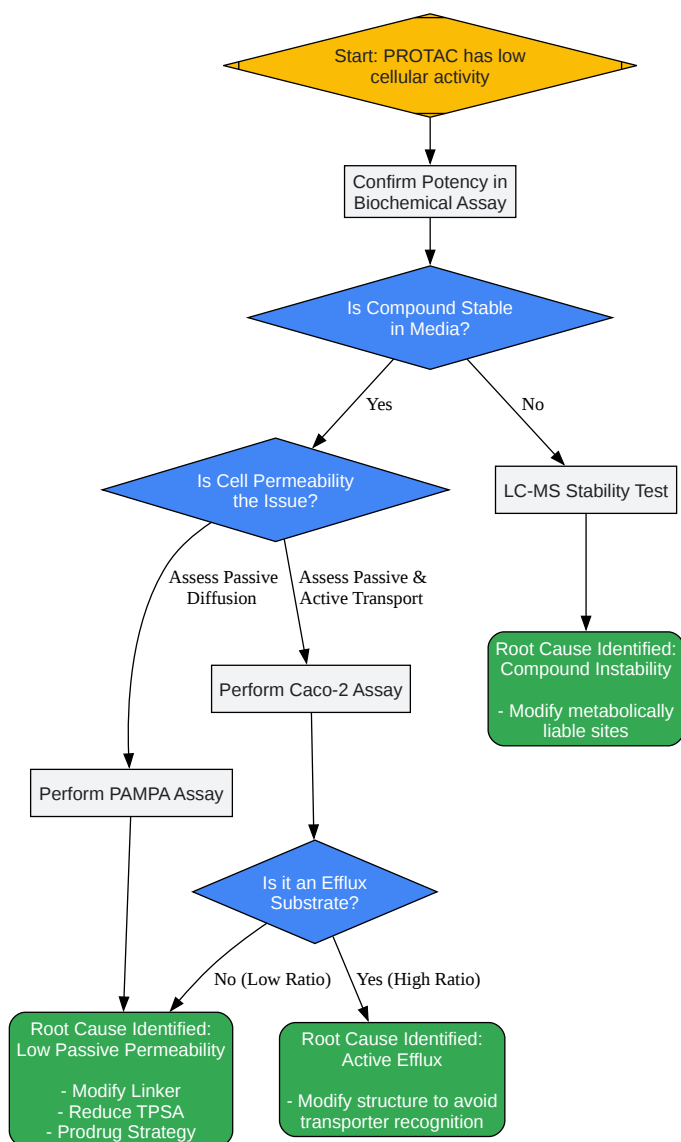 Start: PROTAC has low
cellular activity
Confirm Potency in
Biochemical Assay
Is Compound Stable
in Media?
Yes
No
Is Cell Permeability
the Issue?
LC-MS Stability Test
Assess Passive
Diffusion
Assess Passive &
Active Transport
Root Cause Identified:
Compound Instability
- Modify metabolically
liable sites
Perform Caco-2 Assay
Perform PAMPA Assay
Is it an Efflux
Substrate?
No (Low Ratio)
Yes (High Ratio)
Root Cause Identified:
Low Passive Permeability
- Modify Linker
- Reduce TPSA
- Prodrug Strategy
Root Cause Identified:
Active Efflux
- Modify structure to avoid
transporter recognition